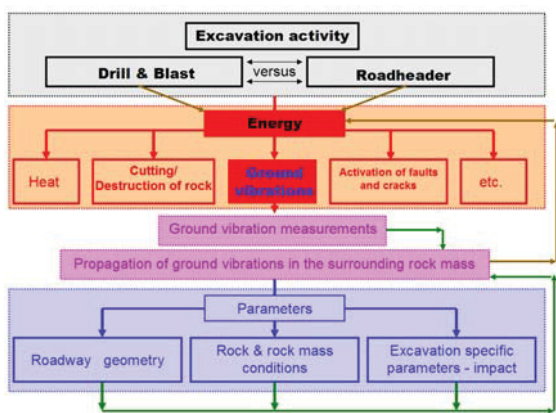 Excavation activity
Drill & Blast
versus
Roadheader
Energy
Heat
Cutting/
Destruction of rock
Ground
vibrations
Activation of faults
and cracks
etc.
Ground vibration measurements
Propagation of ground vibrations in the surrounding rock mass
Parameters
Roadway geometry
Rock & rock mass
conditions
Excavation specific
parameters - impact